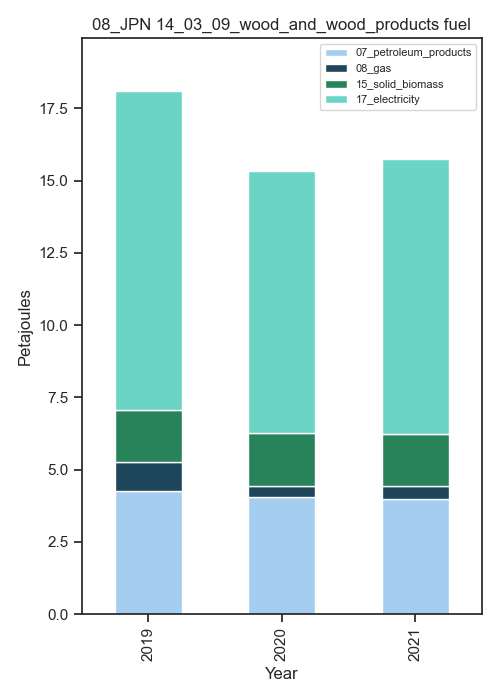 08_JPN 14_03_09_wood_and_wood_products fuel
07_petroleum_products
08_gas
15_solid_biomass
17_electricity
17.5
15.0
12.5
10.0
7.5
5.0
2.5
0.0
Petajoules
2019
2020
2021
Year